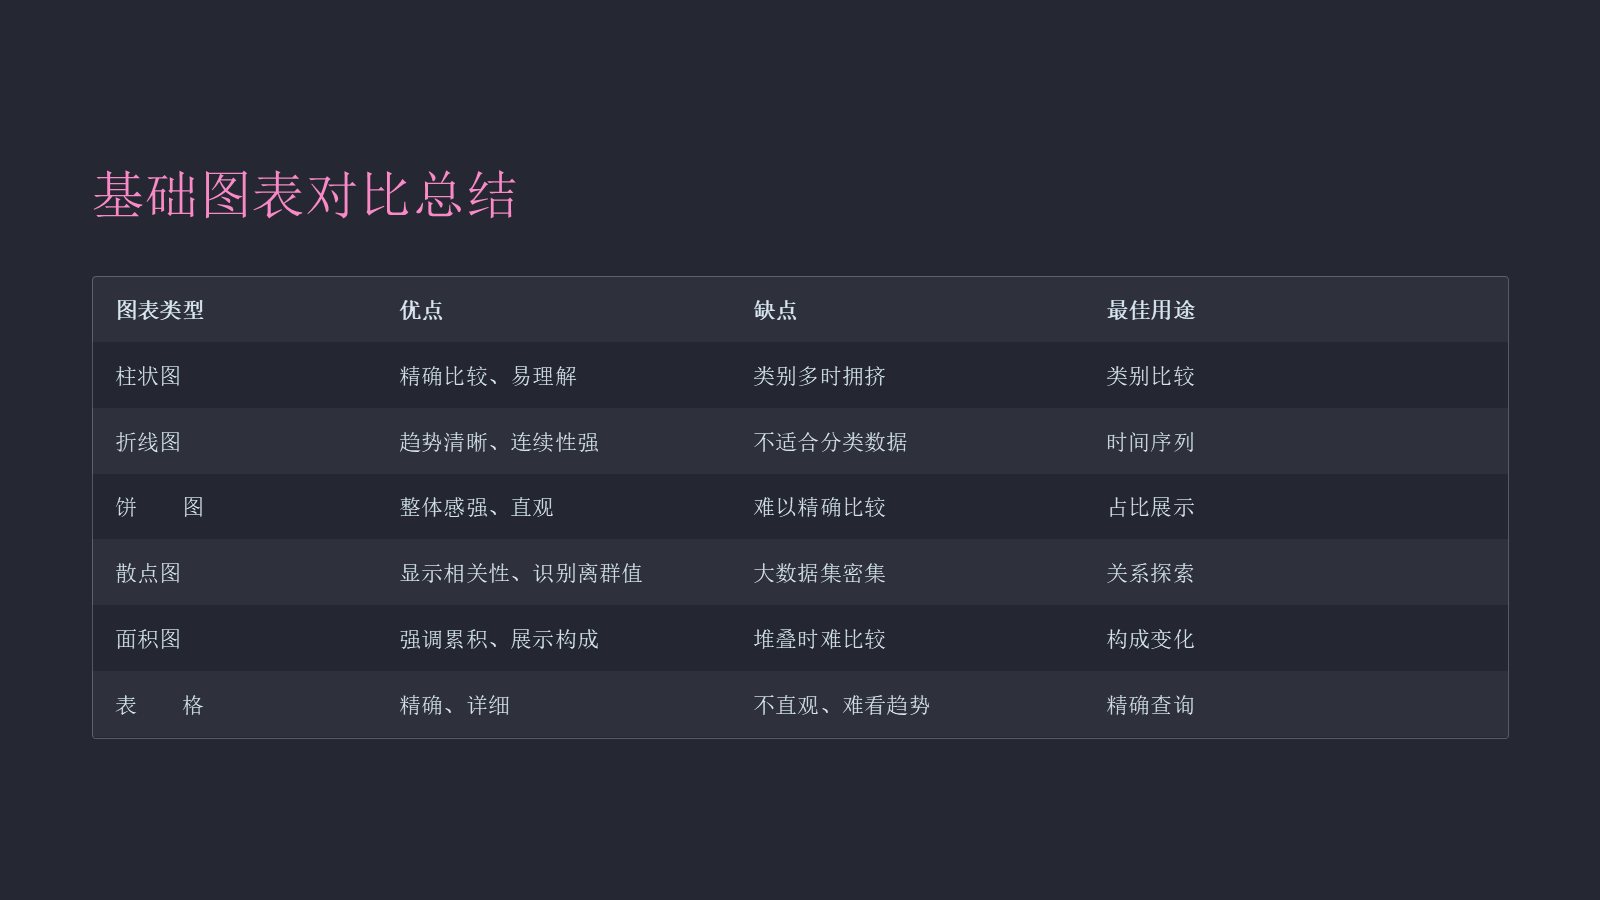 基础图表对比总结
图表类型 优点 缺点 最佳用途
柱状图 精确比较、易理解 类别多时拥挤 类别比较
折线图 趋势清晰、连续性强 不适合分类数据 时间序列
饼　　图 整体感强、直观 难以精确比较 占比展示
散点图 显示相关性、识别离群值 大数据集密集 关系探索
面积图 强调累积、展示构成 堆叠时难比较 构成变化
表　　格 精确、详细 不直观、难看趋势 精确查询